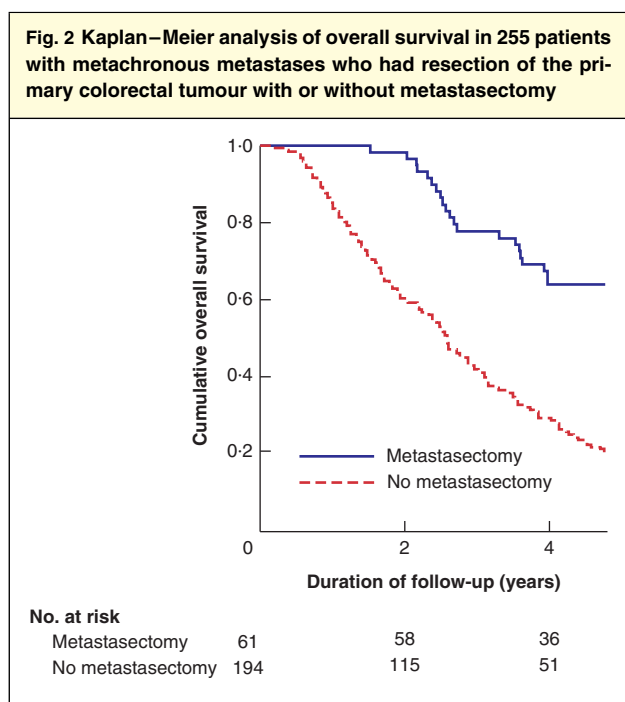 Fig. 2 Kaplan–Meier analysis of overall survival in 255 patients
with metachronous metastases who had resection of the pri-
mary colorectal tumour with or without metastasectomy
1·0
0·8
0·6
0·4
0·2
Cumulative overall survival
Metastasectomy
No metastasectomy
0 2 4
Duration of follow-up (years)
No. at risk
Metastasectomy 61 58 36
No metastasectomy 194 115 51